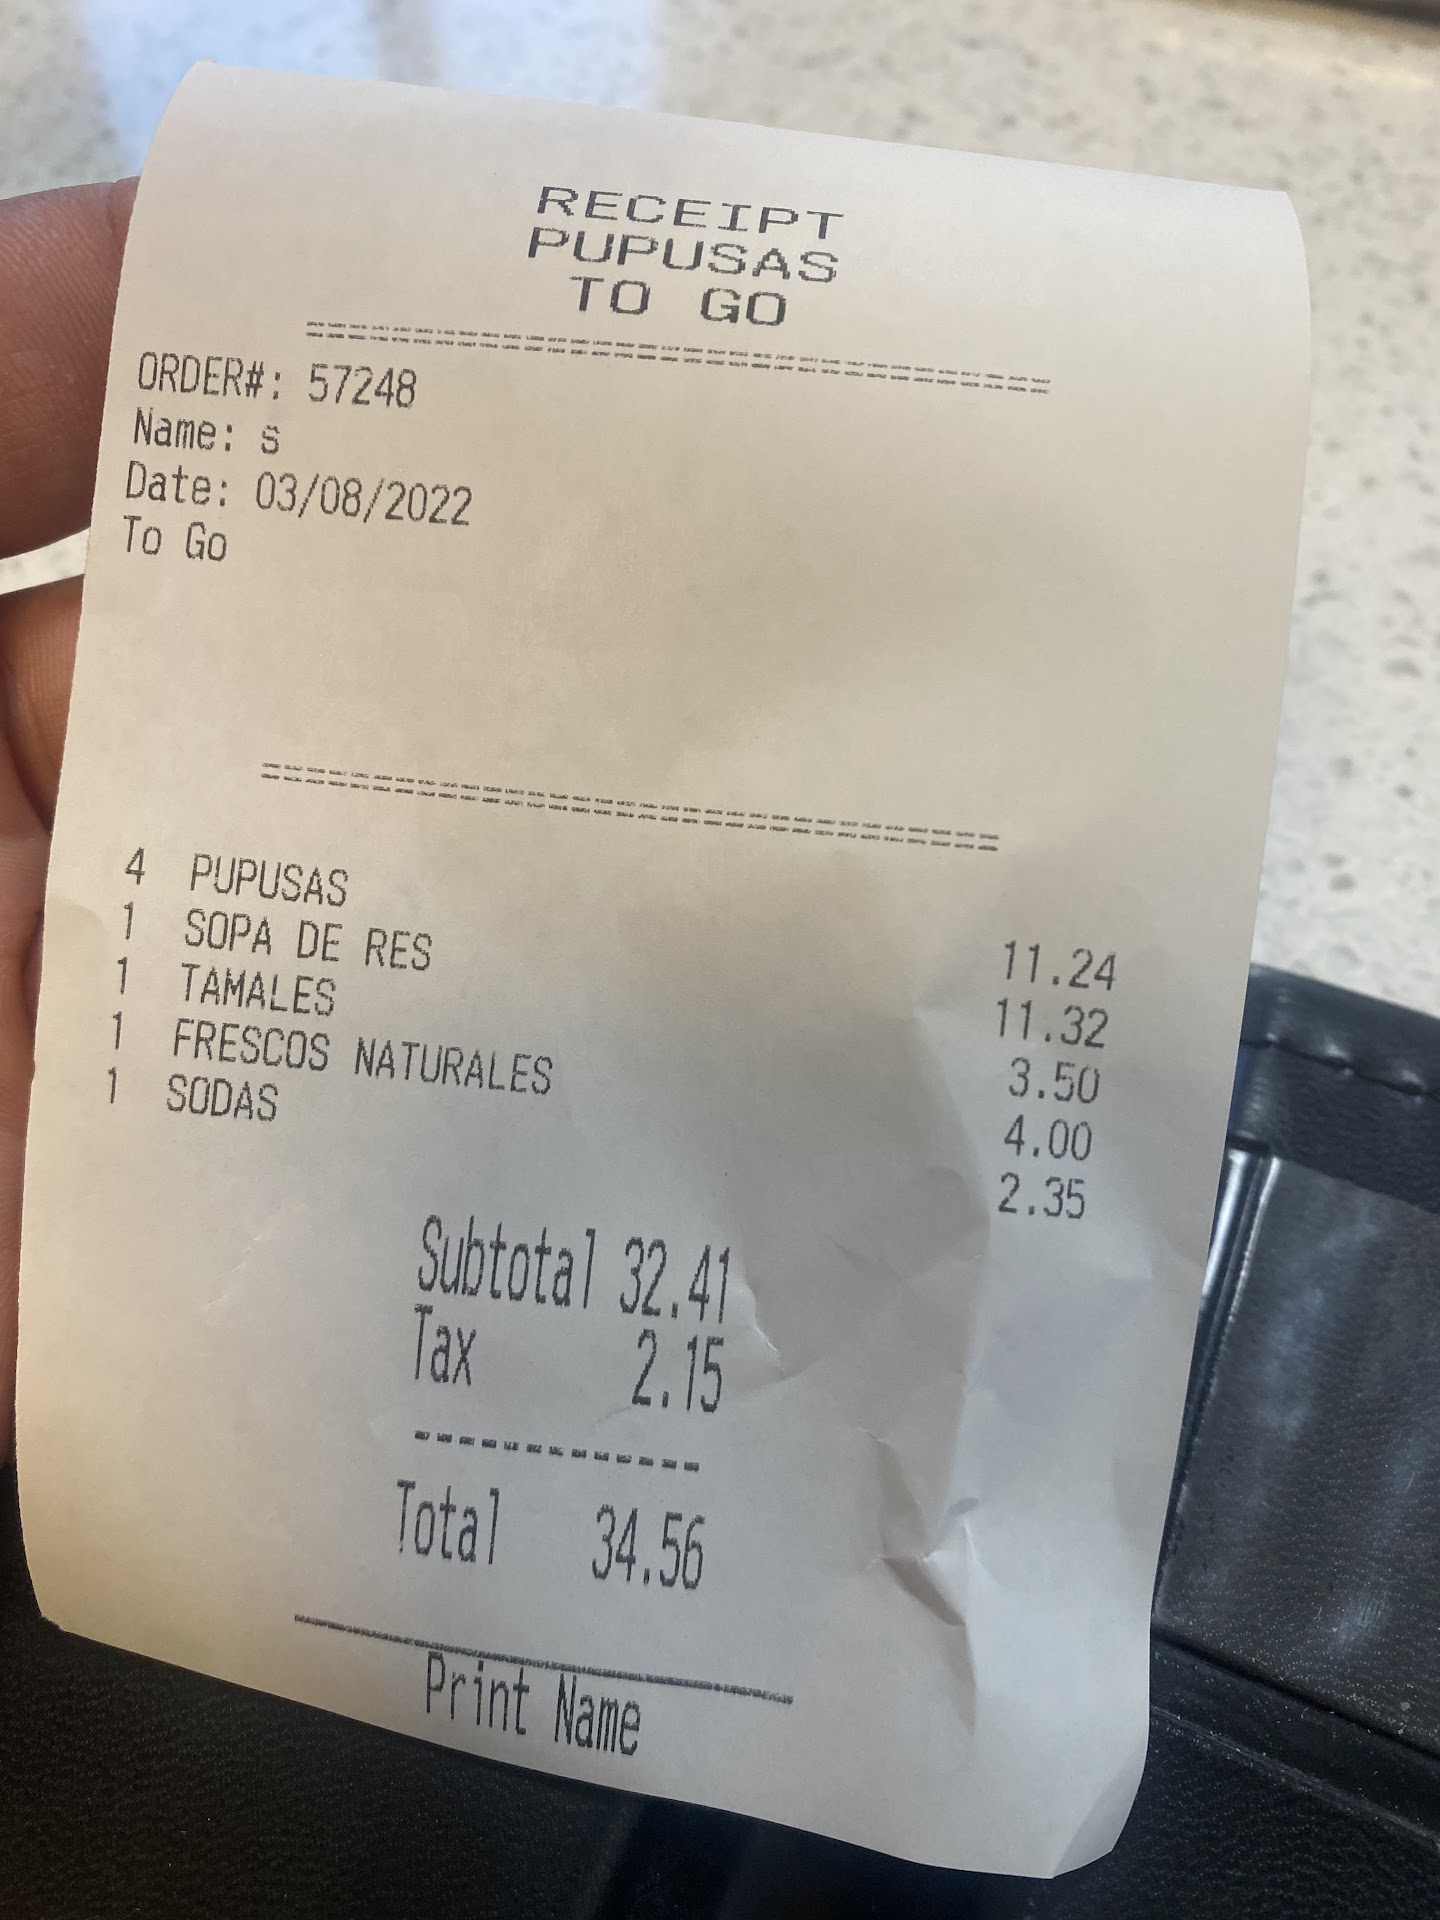 RECEIPT
PUPUSAS
TO GO
ORDER#: 57248
Name: s
Date: 03/08/2022
To Go
4 PUPUSAS 11.24
1 SOPA DE RES 11.32
1 TAMALES 3.50
1 FRESCOS NATURALES 4.00
1 SODAS 2.35
Subtotal 32.41
Tax 2.15
Total 34.56
Print Name